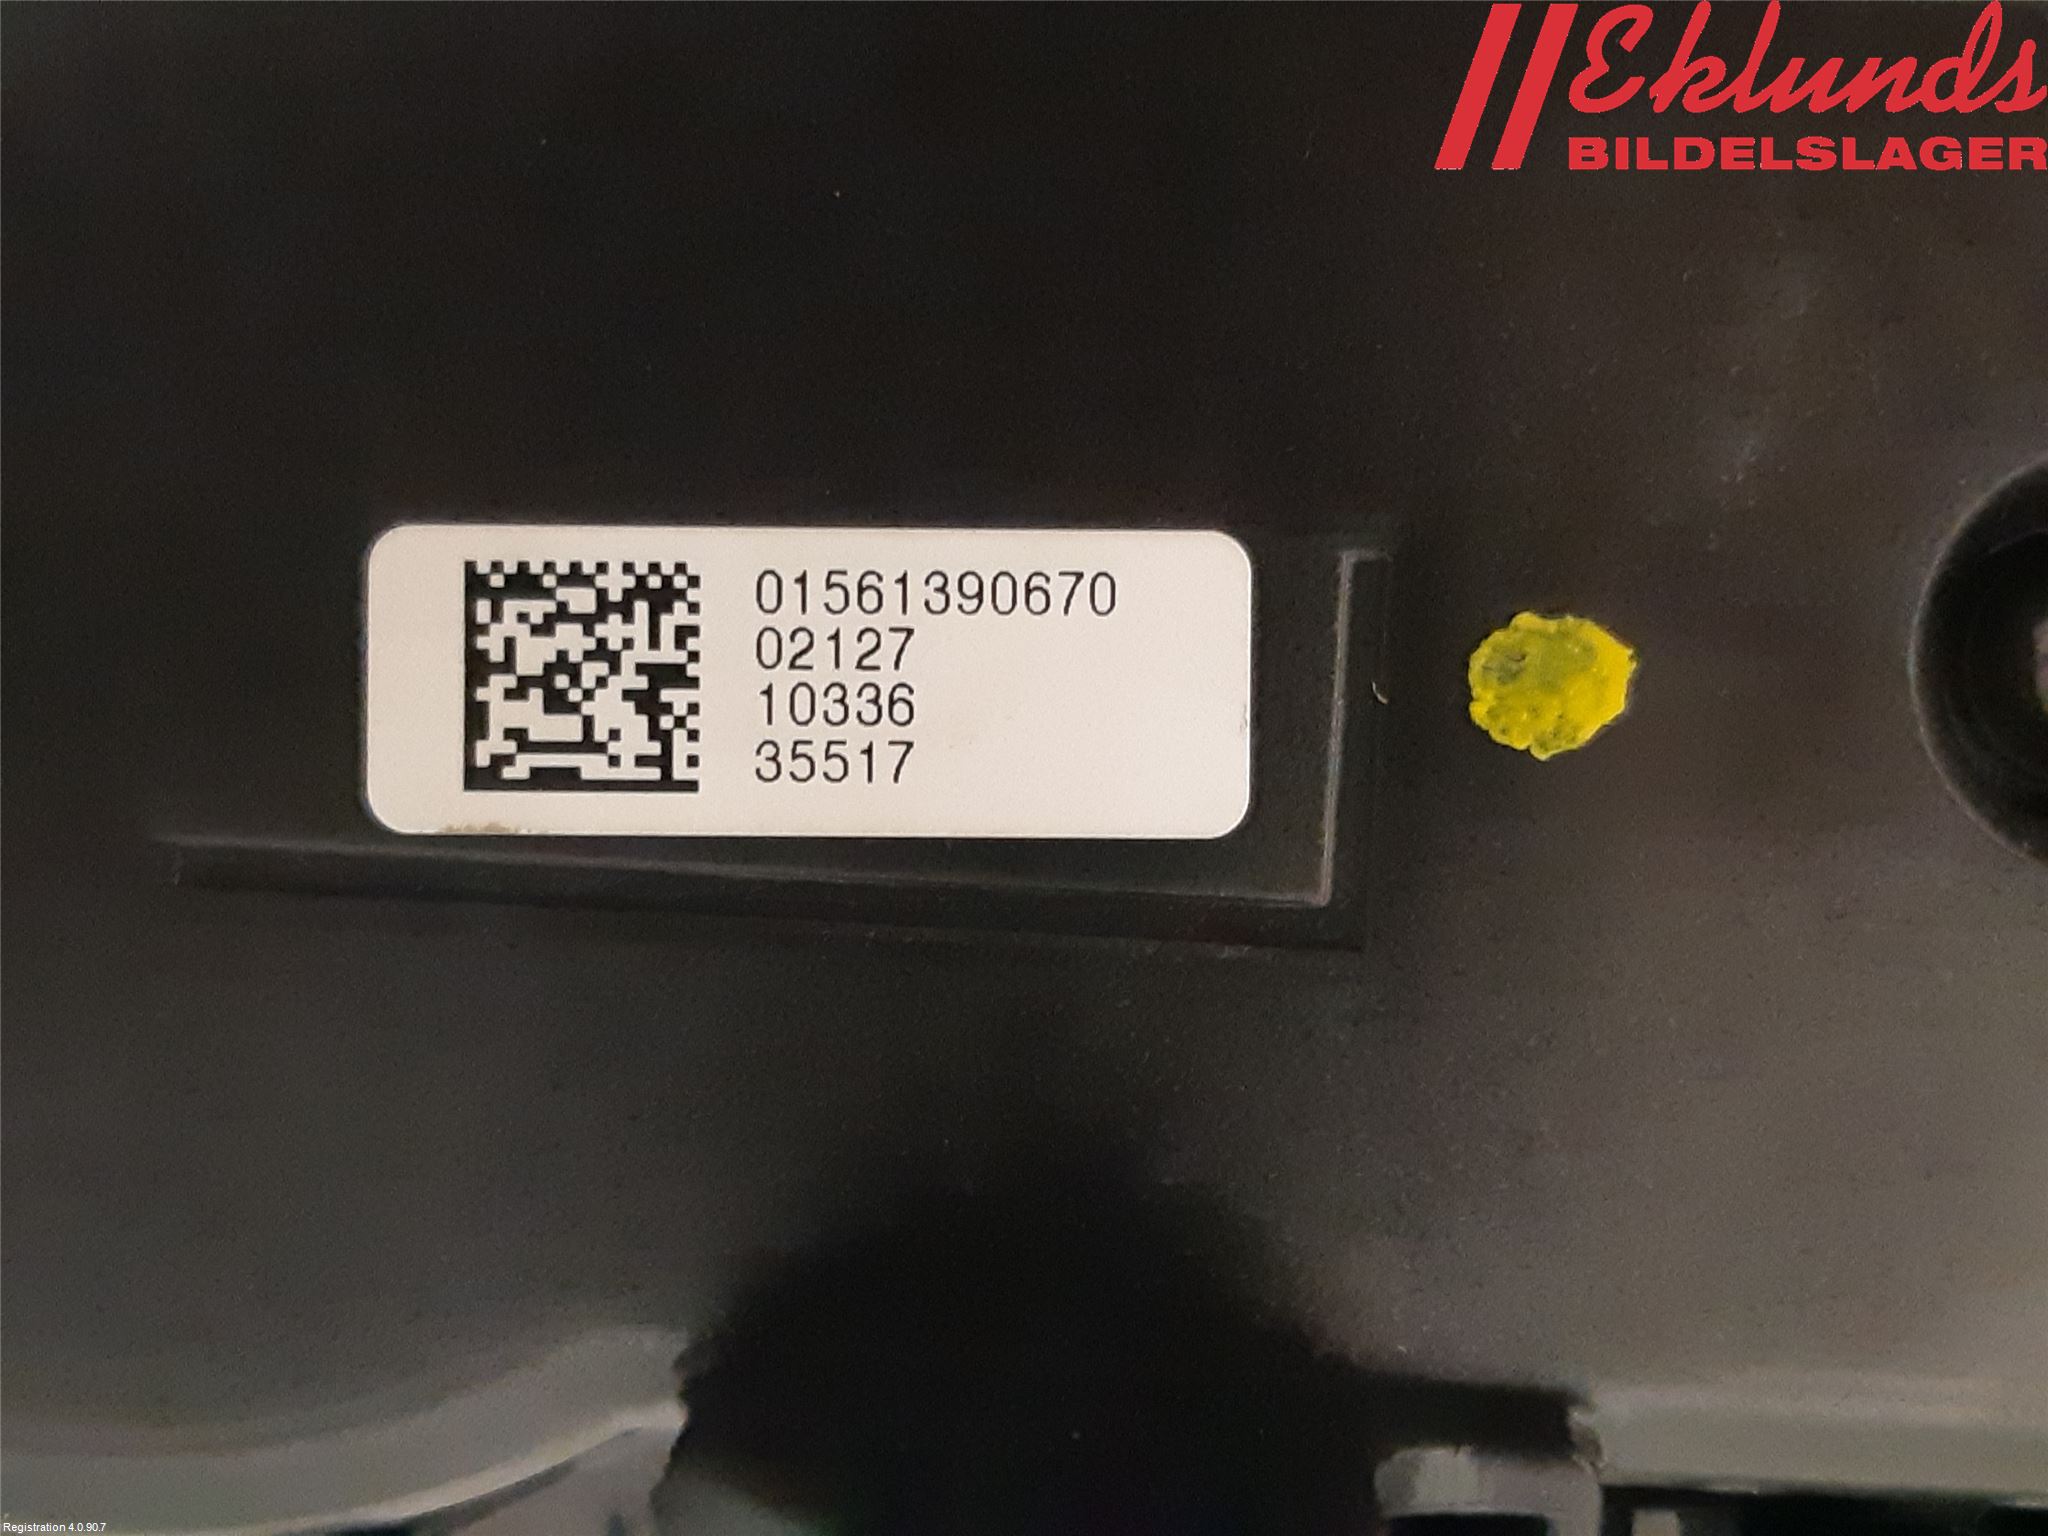 Eklunds
BILDELSLAGER
01561390670
02127
10336
35517
Registration 4.0.90.7